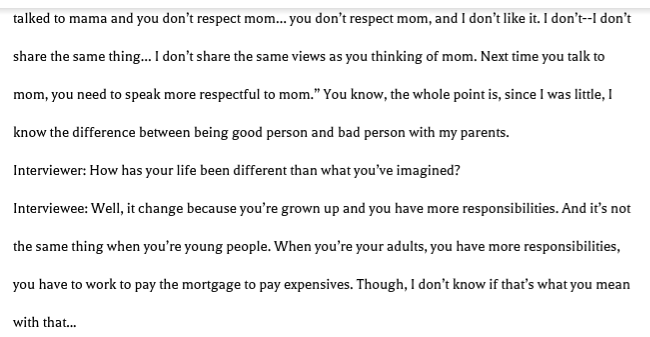 talked to mama and you don’t respect mom... you don’t respect mom, and I don’t like it. I don’t--I don’t
share the same thing... I don’t share the same views as you thinking of mom. Next time you talk to
mom, you need to speak more respectful to mom.” You know, the whole point is, since I was little, I
know the difference between being good person and bad person with my parents.
Interviewer: How has your life been different than what you’ve imagined?
Interviewee: Well, it change because you’re grown up and you have more responsibilities. And it’s not
the same thing when you’re young people. When you’re your adults, you have more responsibilities,
you have to work to pay the mortgage to pay expensives. Though, I don’t know if that’s what you mean
with that...